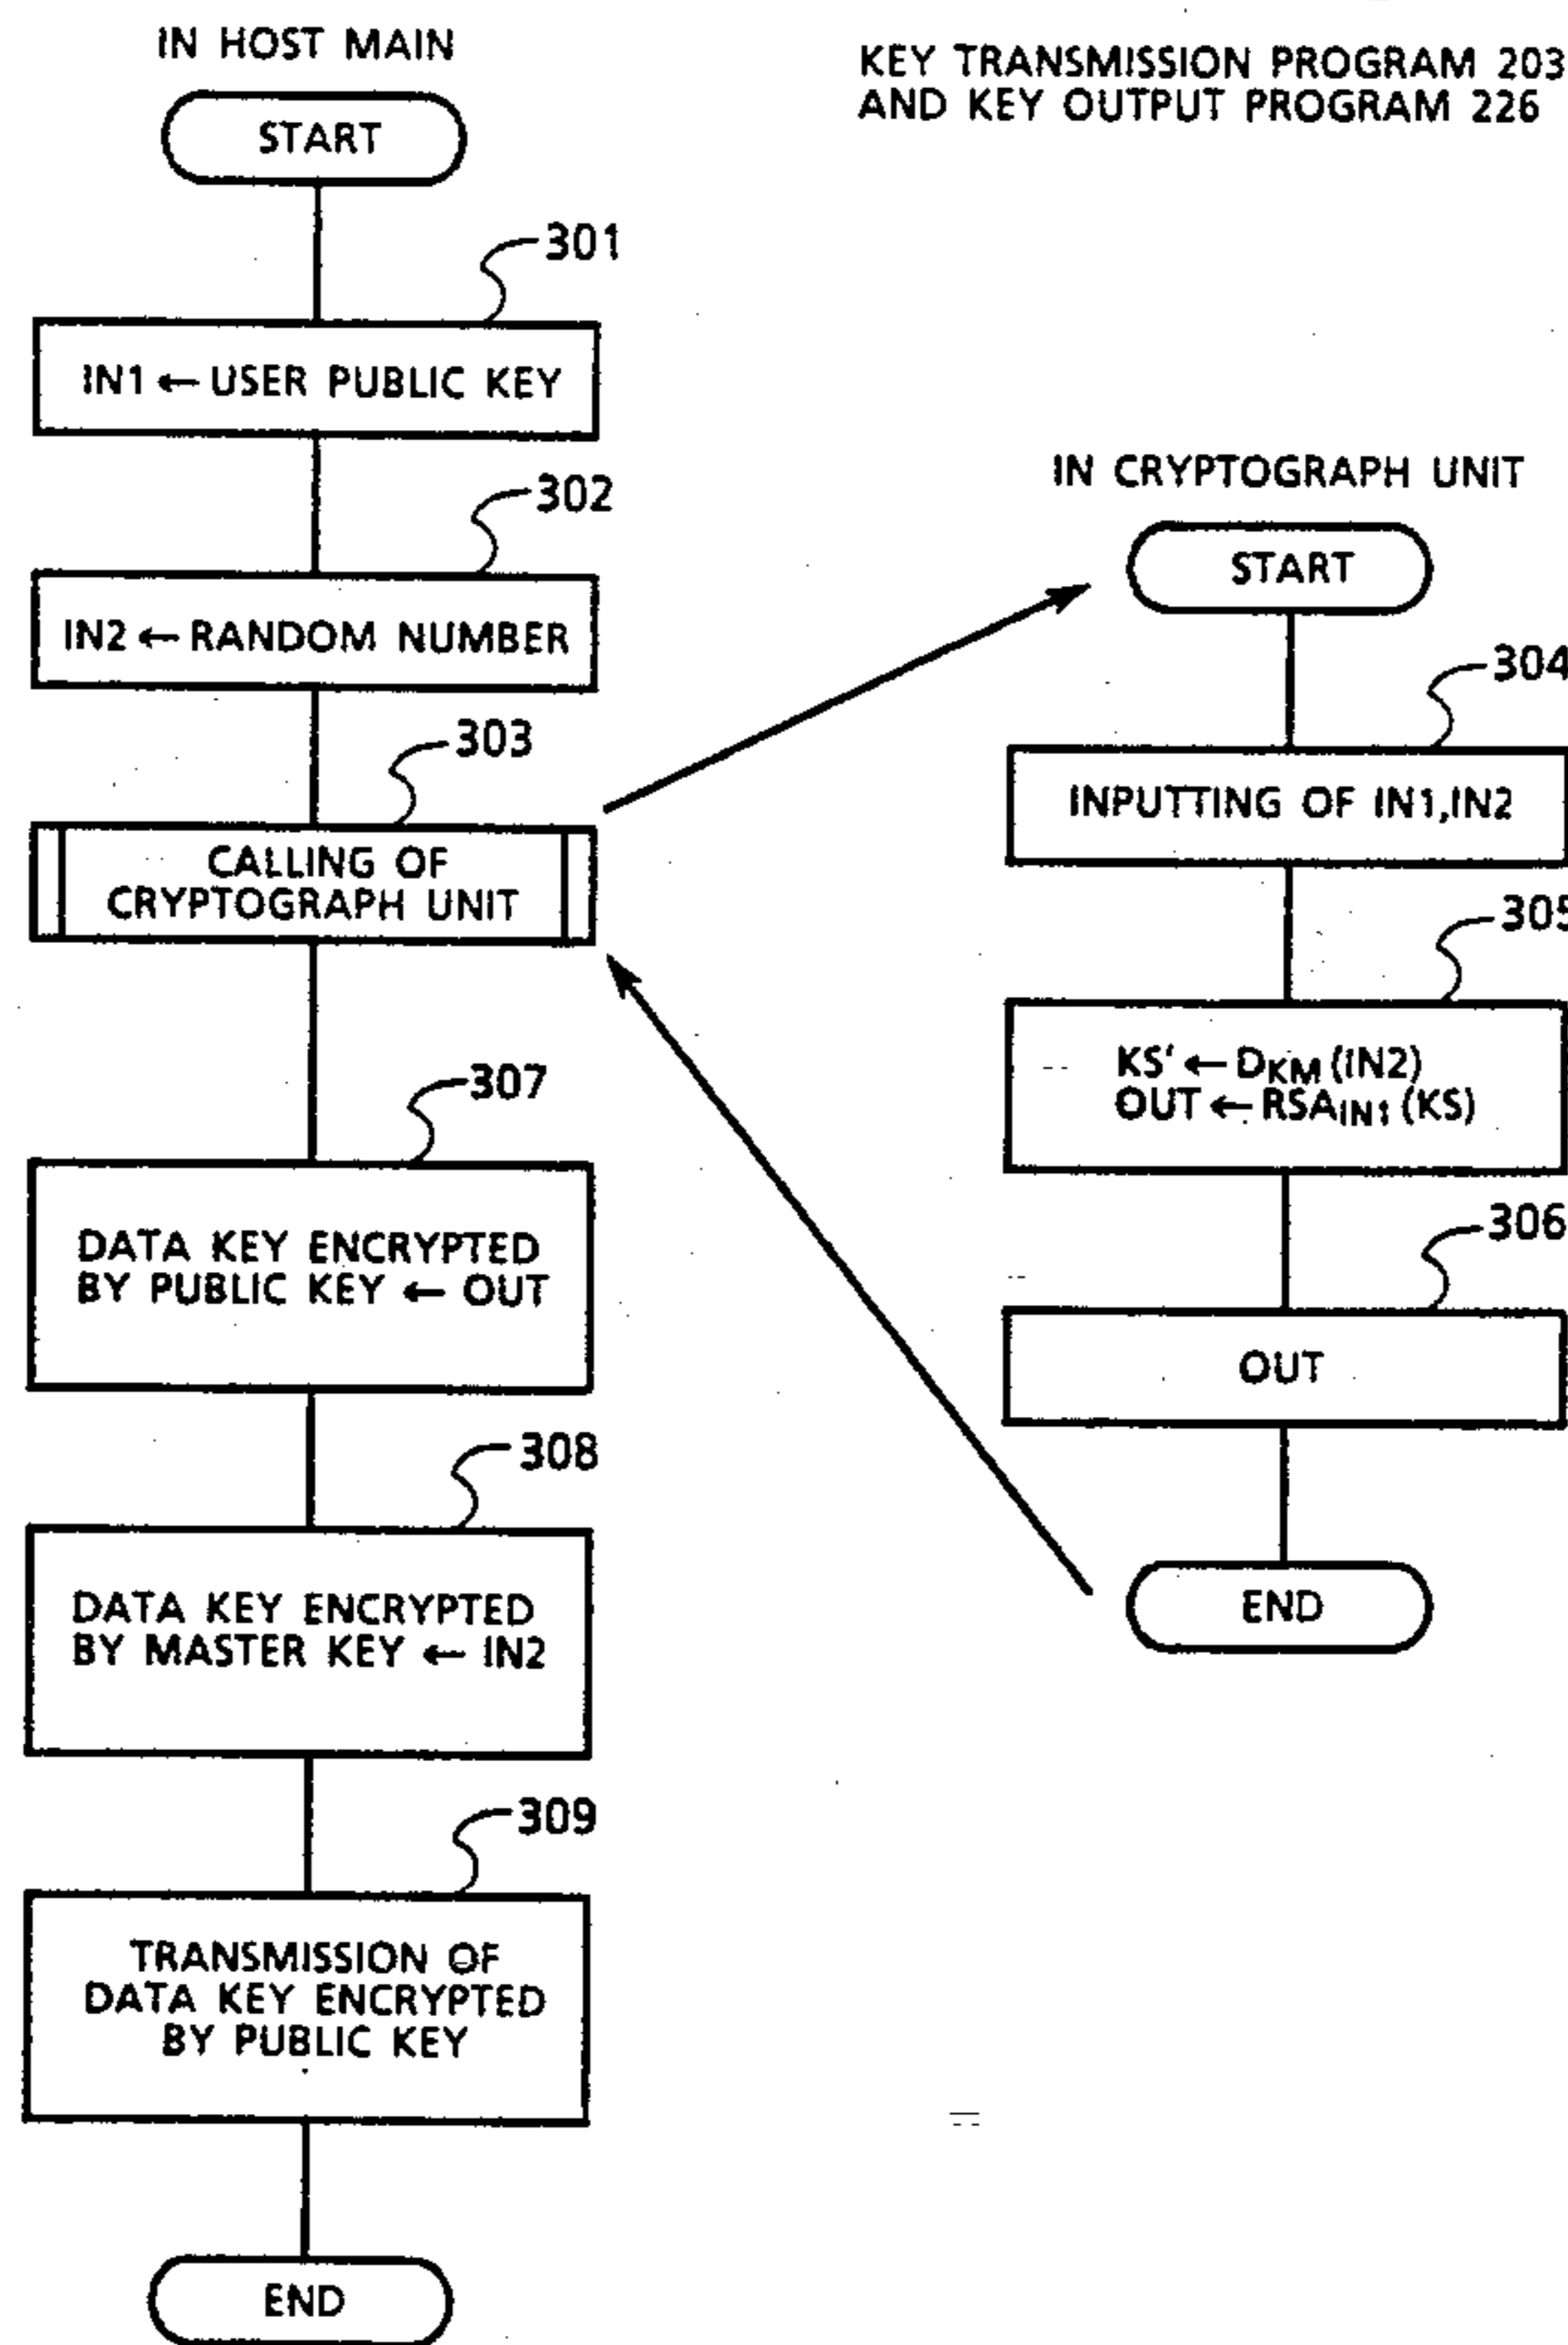 IN HOST MAIN
KEY TRANSMISSION PROGRAM 203
AND KEY OUTPUT PROGRAM 226
START
301
IN1 ← USER PUBLIC KEY
302
IN2 ← RANDOM NUMBER
303
CALLING OF
CRYPTOGRAPH UNIT
307
DATA KEY ENCRYPTED
BY PUBLIC KEY ← OUT
308
DATA KEY ENCRYPTED
BY MASTER KEY ← IN2
309
TRANSMISSION OF
DATA KEY ENCRYPTED
BY PUBLIC KEY
END
IN CRYPTOGRAPH UNIT
START
304
INPUTTING OF IN1,IN2
305
KS' ← DKM (IN2)
OUT ← RSAIN1 (KS)
306
OUT
END